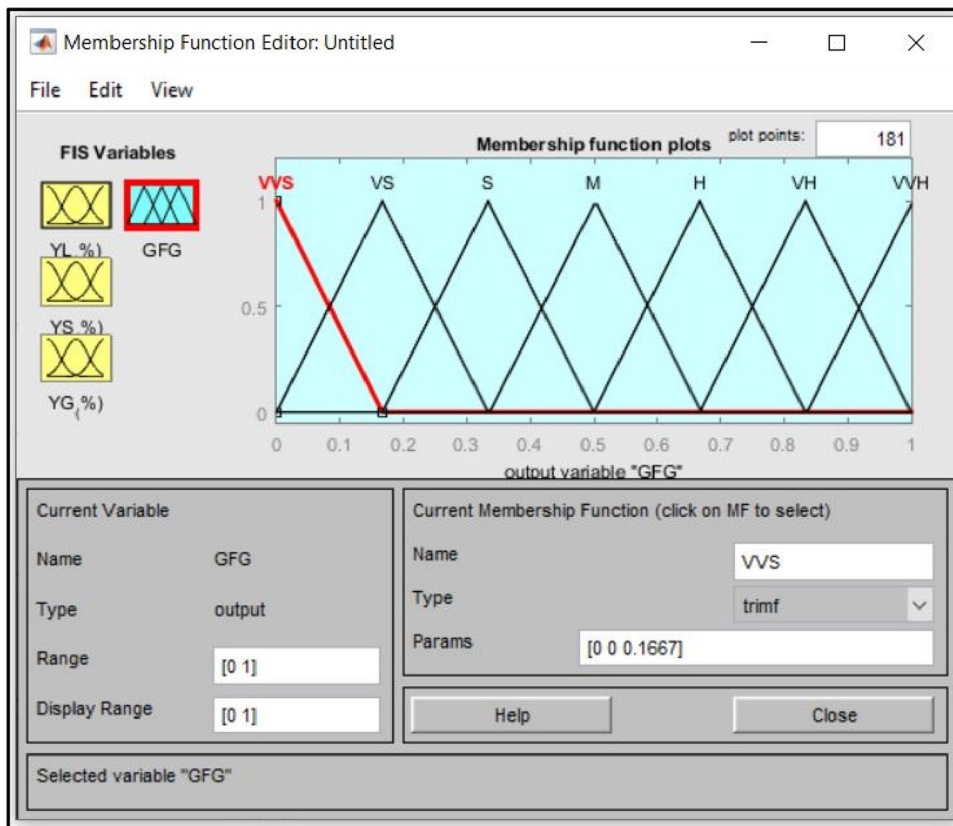 Membership Function Editor: Untitled
File Edit View
FIS Variables
Membership function plots
plot points:
181
YL %)
GFG
YS %)
YG(%)
VVS VS S M H VH VVH
1
0.5
0
0 0.1 0.2 0.3 0.4 0.5 0.6 0.7 0.8 0.9 1
output variable "GFG"
Current Variable
Name GFG
Type output
Range [0 1]
Display Range [0 1]
Current Membership Function (click on MF to select)
Name VVS
Type trimf
Params [0 0 0.1667]
Help Close
Selected variable "GFG"